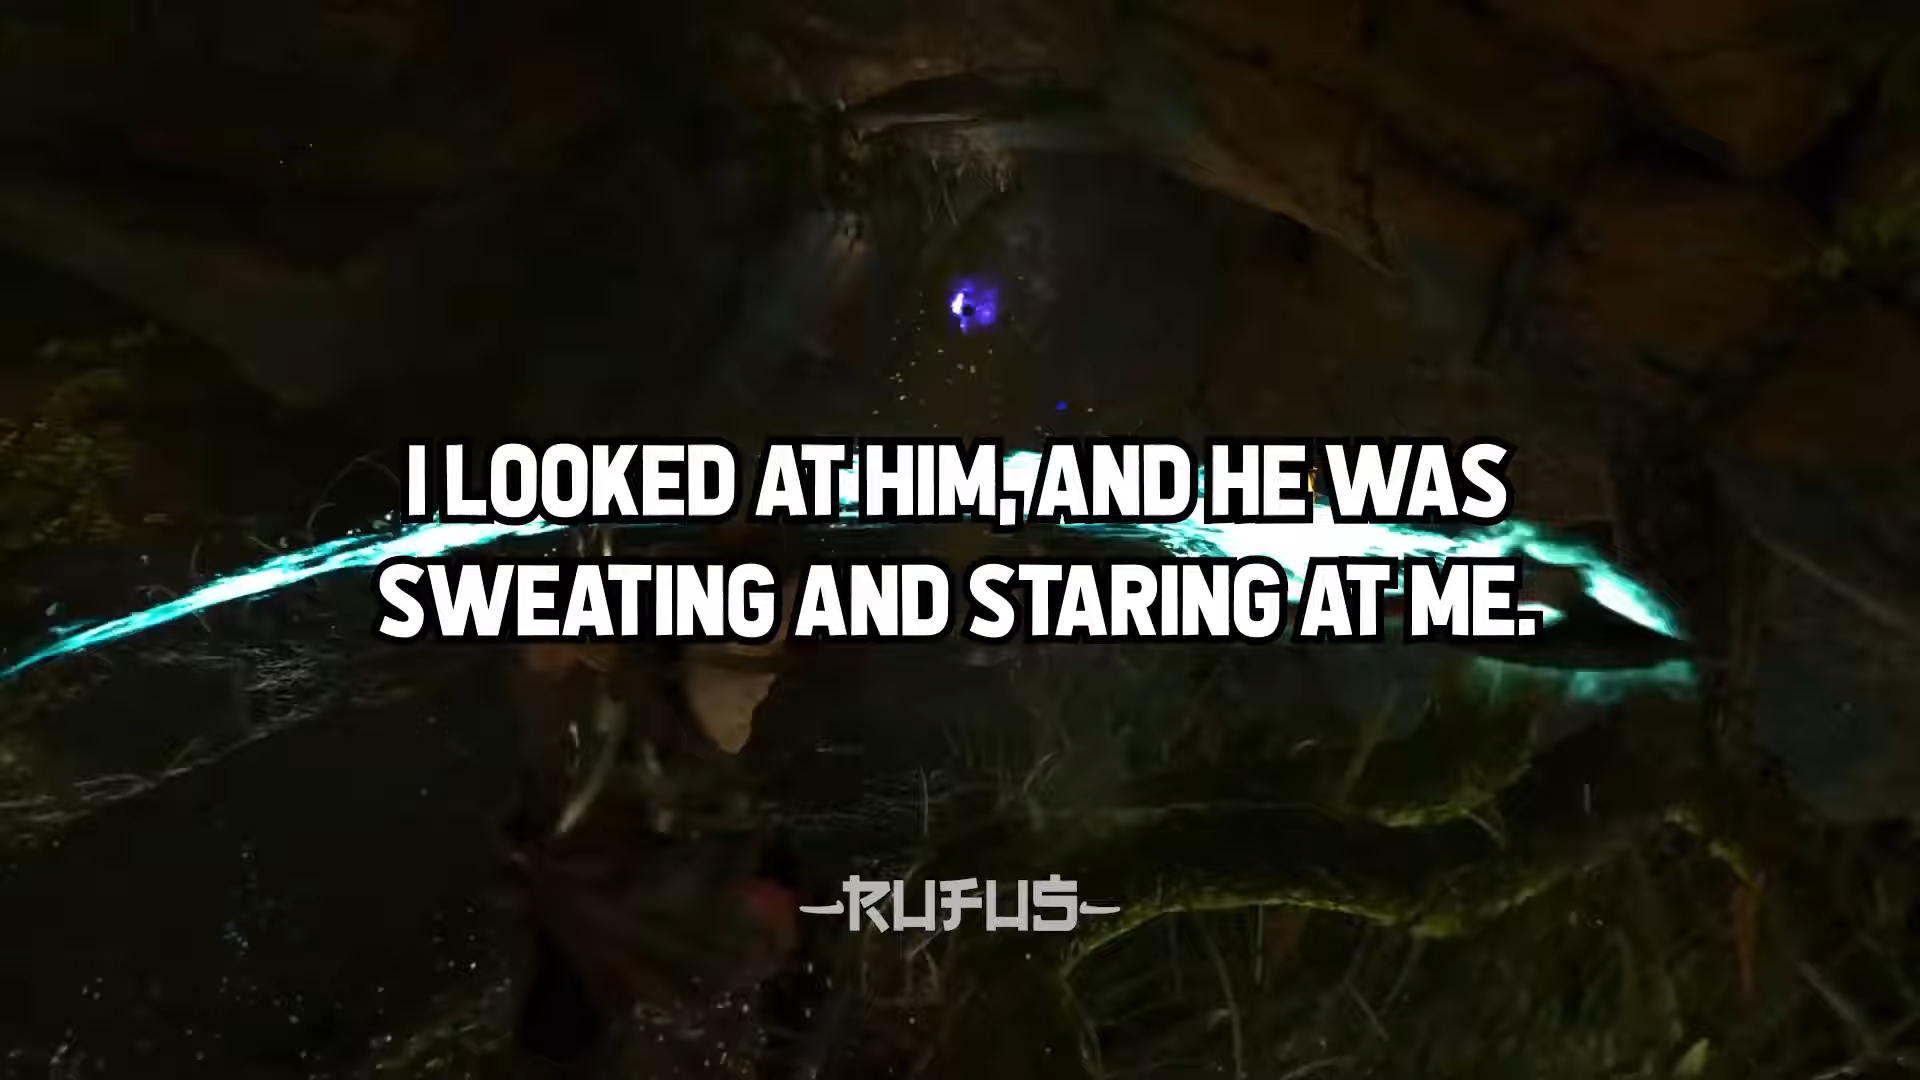 I LOOKED AT HIM, AND HE WAS
SWEATING AND STARING AT ME.
-RUFUS-